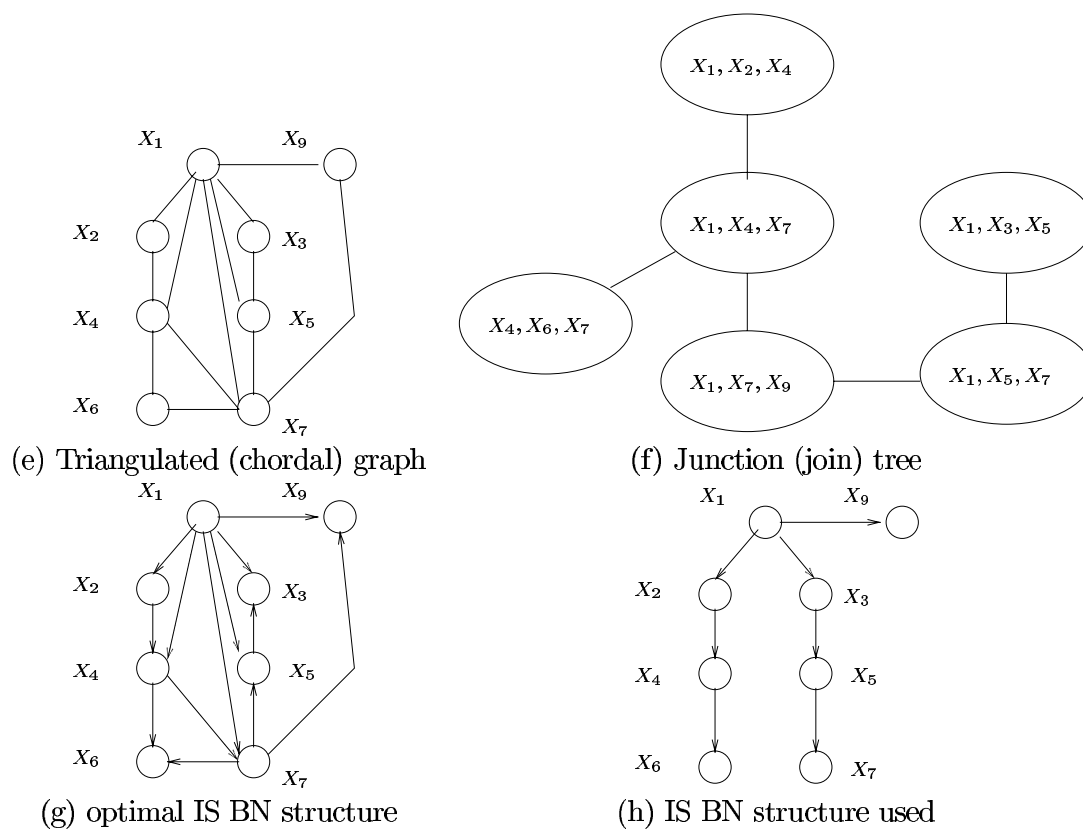 X₁, X₂, X₄
X₁
X₉
X₂
X₃
X₁, X₄, X₇
X₁, X₃, X₅
X₄
X₅
X₄, X₆, X₇
X₁, X₇, X₉
X₁, X₅, X₇
X₆
X₇
(e) Triangulated (chordal) graph
(f) Junction (join) tree
X₁
X₉
X₂
X₃
X₄
X₅
X₆
X₇
(g) optimal IS BN structure
X₁
X₉
X₂
X₃
X₄
X₅
X₆
X₇
(h) IS BN structure used